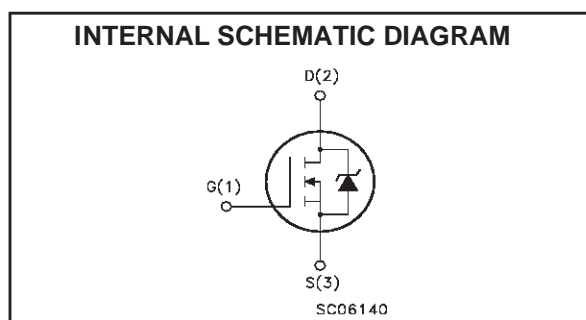 INTERNAL SCHEMATIC DIAGRAM
D(2)
G(1)
S(3)
SC06140